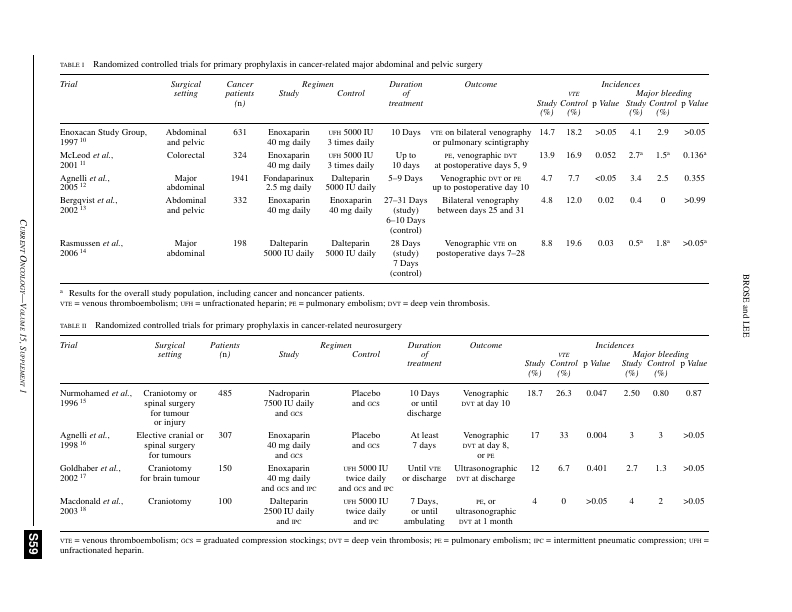 TABLE I Randomized controlled trials for primary prophylaxis in cancer-related major abdominal and pelvic surgery
Trial Surgical Cancer Regimen Duration Outcome Incidences
setting patients Study Control of VTE Major bleeding
(n) treatment Study Control p Value Study Control p Value
(%) (%) (%) (%)
Enoxacan Study Group, Abdominal 631 Enoxaparin UFH 5000 IU 10 Days VTE on bilateral venography 14.7 18.2 >0.05 4.1 2.9 >0.05
1997 10 and pelvic 40 mg daily 3 times daily or pulmonary scintigraphy
McLeod et al., Colorectal 324 Enoxaparin UFH 5000 IU Up to PE, venographic DVT 13.9 16.9 0.052 2.7a 1.5a 0.136a
2001 11 40 mg daily 3 times daily 10 days at postoperative days 5, 9
Agnelli et al., Major 1941 Fondaparinux Dalteparin 5–9 Days Venographic DVT or PE 4.7 7.7 <0.05 3.4 2.5 0.355
2005 12 abdominal 2.5 mg daily 5000 IU daily up to postoperative day 10
Bergqvist et al., Abdominal 332 Enoxaparin Enoxaparin 27–31 Days Bilateral venography 4.8 12.0 0.02 0.4 0 >0.99
2002 13 and pelvic 40 mg daily 40 mg daily (study) between days 25 and 31
6–10 Days
(control)
Rasmussen et al., Major 198 Dalteparin Dalteparin 28 Days Venographic VTE on 8.8 19.6 0.03 0.5a 1.8a >0.05a
2006 14 abdominal 5000 IU daily 5000 IU daily (study) postoperative days 7–28
7 Days
(control)
a Results for the overall study population, including cancer and noncancer patients.
VTE = venous thromboembolism; UFH = unfractionated heparin; PE = pulmonary embolism; DVT = deep vein thrombosis.
TABLE II Randomized controlled trials for primary prophylaxis in cancer-related neurosurgery
Trial Surgical Patients Regimen Duration Outcome Incidences
setting (n) Study Control of VTE Major bleeding
treatment Study Control p Value Study Control p Value
(%) (%) (%) (%)
Nurmohamed et al., Craniotomy or 485 Nadroparin Placebo 10 Days Venographic 18.7 26.3 0.047 2.50 0.80 0.87
1996 15 spinal surgery 7500 IU daily and GCS or until DVT at day 10
for tumour and GCS discharge
or injury
Agnelli et al., Elective cranial or 307 Enoxaparin Placebo At least Venographic 17 33 0.004 3 3 >0.05
1998 16 spinal surgery 40 mg daily and GCS 7 days DVT at day 8,
for tumours and GCS or PE
Goldhaber et al., Craniotomy 150 Enoxaparin UFH 5000 IU Until VTE Ultrasonographic 12 6.7 0.401 2.7 1.3 >0.05
2002 17 for brain tumour 40 mg daily twice daily or discharge DVT at discharge
and GCS and IPC and GCS and IPC
Macdonald et al., Craniotomy 100 Dalteparin UFH 5000 IU 7 Days, PE, or 4 0 >0.05 4 2 >0.05
2003 18 2500 IU daily twice daily or until ultrasonographic
and IPC and IPC ambulating DVT at 1 month
VTE = venous thromboembolism; GCS = graduated compression stockings; DVT = deep vein thrombosis; PE = pulmonary embolism; IPC = intermittent pneumatic compression; UFH =
unfractionated heparin.
BROSE and LEE
CURRENT ONCOLOGY—VOLUME 15, SUPPLEMENT 1
S59